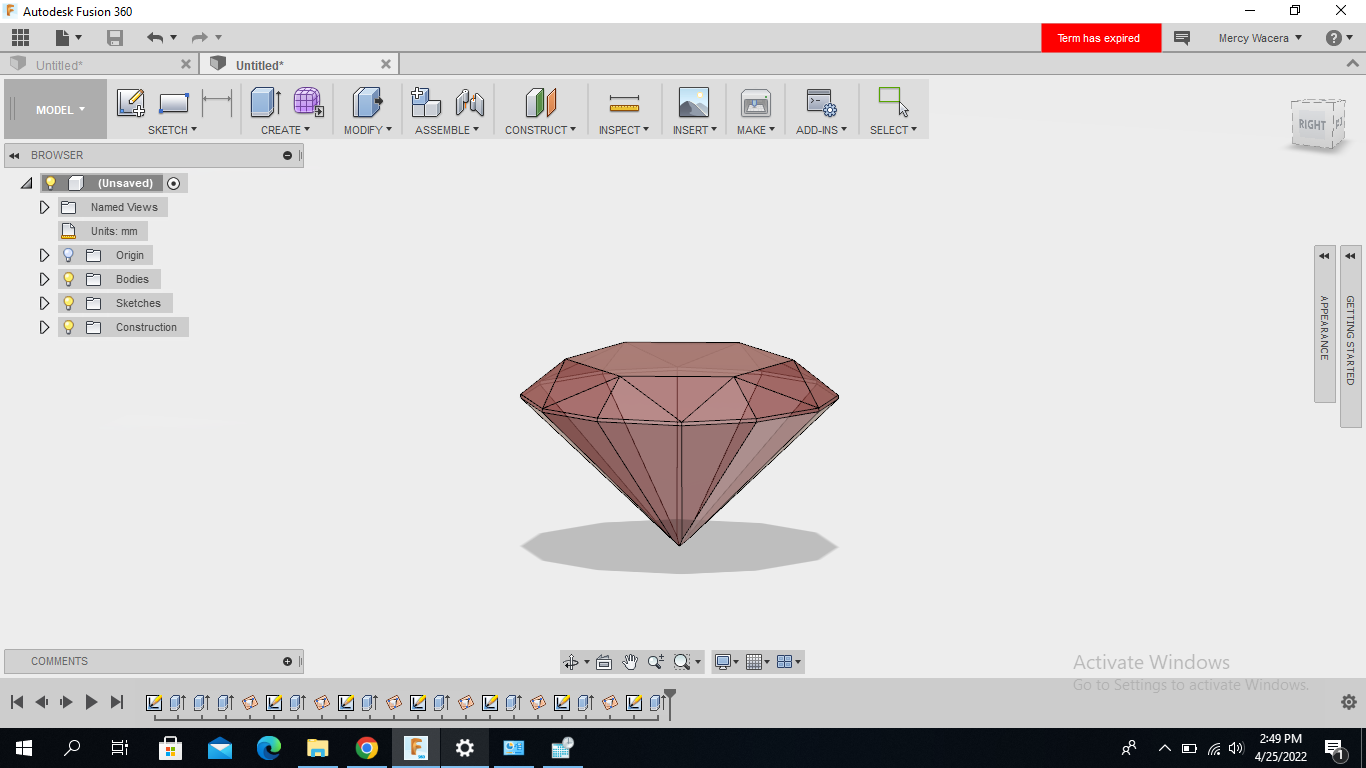 Autodesk Fusion 360
Term has expired
Mercy Wacera
Untitled*
Untitled*
MODEL
SKETCH
CREATE
MODIFY
ASSEMBLE
CONSTRUCT
INSPECT
INSERT
MAKE
ADD-INS
SELECT
RIGHT
BROWSER
(Unsaved)
Named Views
Units: mm
Origin
Bodies
Sketches
Construction
APPEARANCE
GETTING STARTED
COMMENTS
Activate Windows
Go to Settings to activate Windows.
2:49 PM
4/25/2022
1